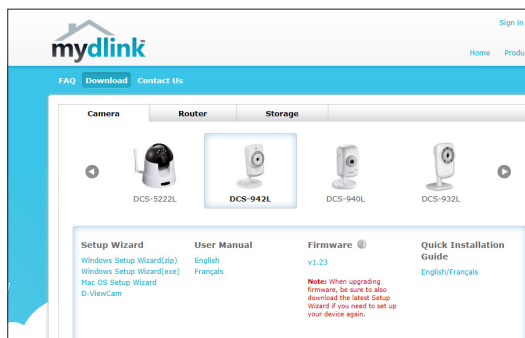 Sign in
mydlink
Home Produ
FAQ Download Contact Us
Camera Router Storage
DCS-5222L DCS-942L DCS-940L DCS-932L
Setup Wizard
Windows Setup Wizard(zip)
Windows Setup Wizard(exe)
Mac OS Setup Wizard
D-ViewCam
User Manual
English
Français
Firmware ?
v1.23
Note: When upgrading
firmware, be sure to also
download the latest Setup
Wizard if you need to set up
your device again.
Quick Installation
Guide
English/Français